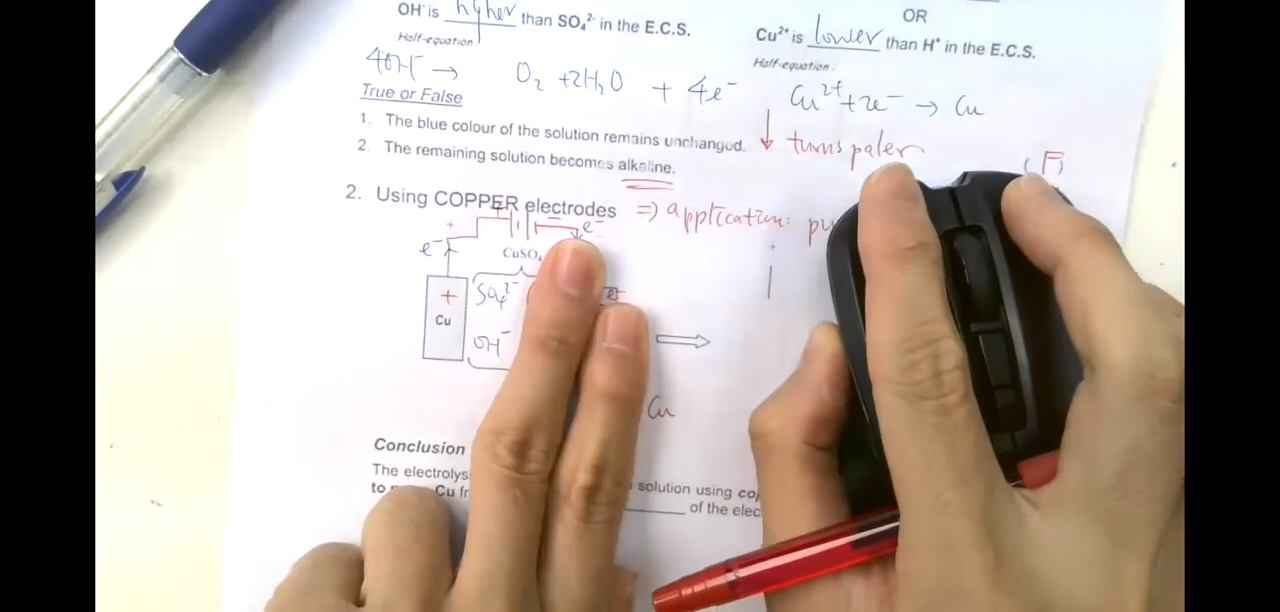 OH⁻ is higher than SO₄²⁻ in the E.C.S.
Half-equation
4OH⁻ → O₂ + 2H₂O + 4e⁻
OR
Cu²⁺ is lower than H⁺ in the E.C.S.
Half-equation
Cu²⁺ + 2e⁻ → Cu
True or False
1. The blue colour of the solution remains unchanged. ↓ turns paler
2. The remaining solution becomes alkaline. (F)
2. Using COPPER electrodes ⇒ application:
+ e⁻
e⁻ CuSO₄
+ SO₄²⁻ e⁻
Cu
OH⁻
Cu
Conclusion
The solution using
to Cu of the